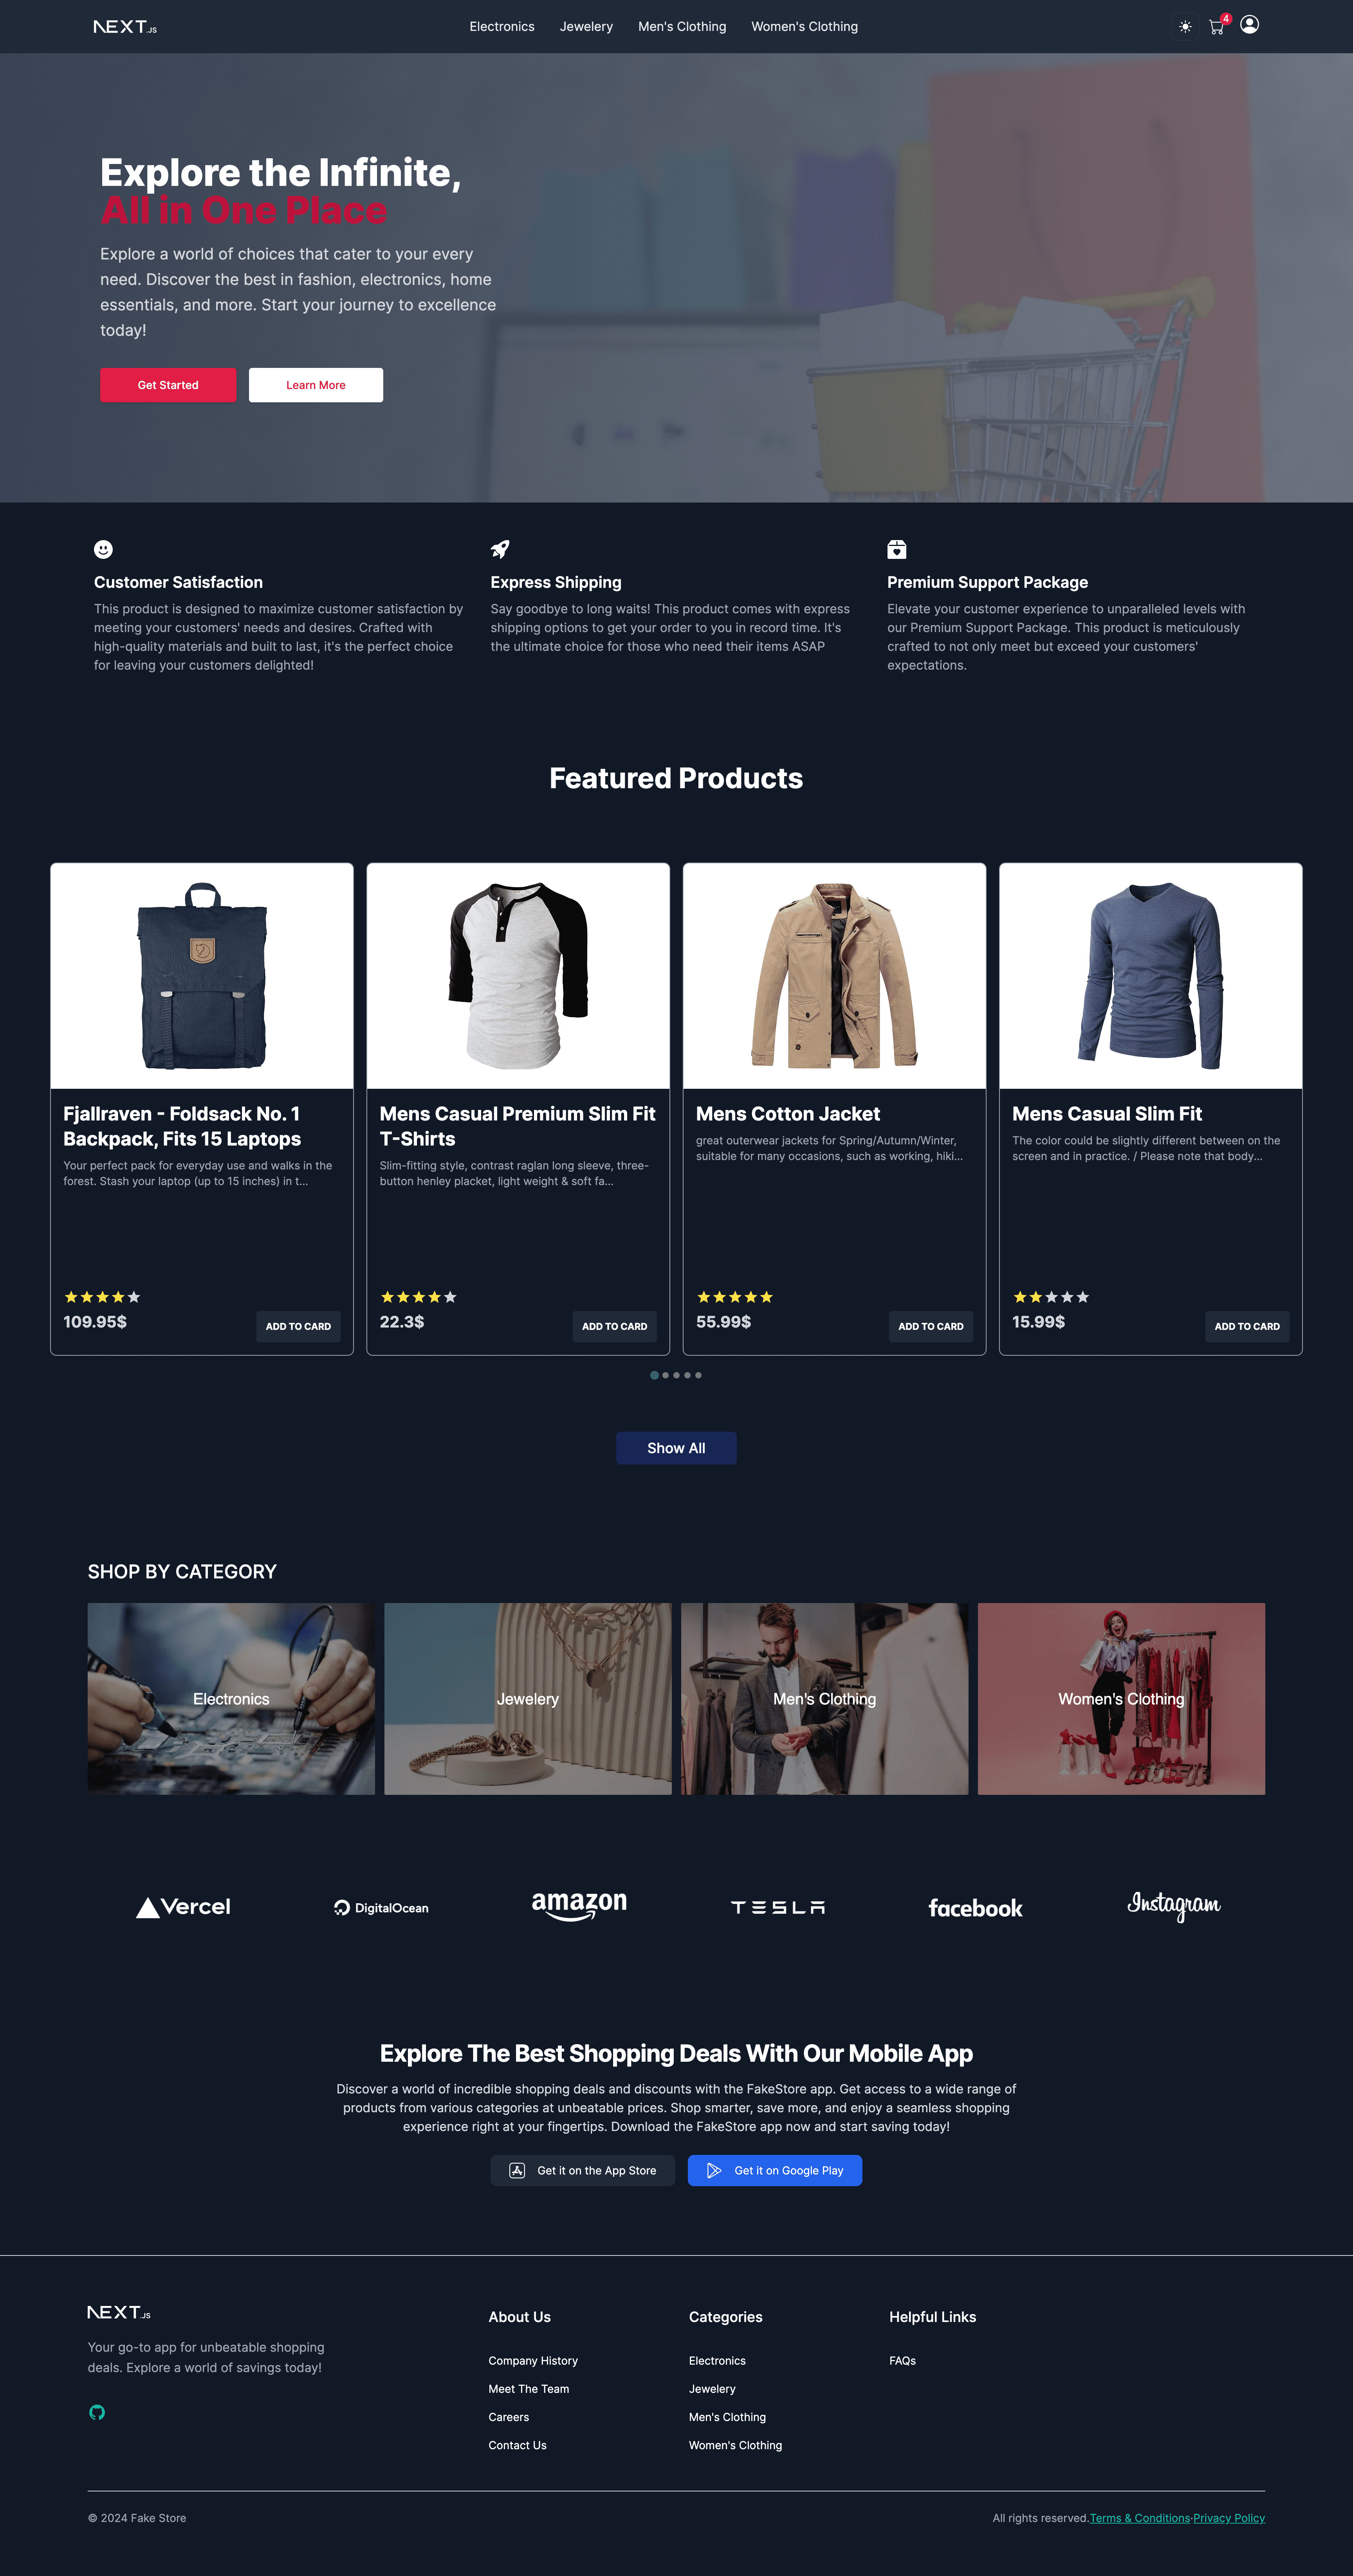 NEXT.JS
Electronics Jewelery Men's Clothing Women's Clothing
4
Explore the Infinite,
All in One Place
Explore a world of choices that cater to your every
need. Discover the best in fashion, electronics, home
essentials, and more. Start your journey to excellence
today!
Get Started
Learn More
Customer Satisfaction
This product is designed to maximize customer satisfaction by
meeting your customers' needs and desires. Crafted with
high-quality materials and built to last, it's the perfect choice
for leaving your customers delighted!
Express Shipping
Say goodbye to long waits! This product comes with express
shipping options to get your order to you in record time. It's
the ultimate choice for those who need their items ASAP
Premium Support Package
Elevate your customer experience to unparalleled levels with
our Premium Support Package. This product is meticulously
crafted to not only meet but exceed your customers'
expectations.
Featured Products
Fjallraven - Foldsack No. 1
Backpack, Fits 15 Laptops
Your perfect pack for everyday use and walks in the
forest. Stash your laptop (up to 15 inches) in t...
109.95$
ADD TO CARD
Mens Casual Premium Slim Fit
T-Shirts
Slim-fitting style, contrast raglan long sleeve, three-
button henley placket, light weight & soft fa...
22.3$
ADD TO CARD
Mens Cotton Jacket
great outerwear jackets for Spring/Autumn/Winter,
suitable for many occasions, such as working, hiki...
55.99$
ADD TO CARD
Mens Casual Slim Fit
The color could be slightly different between on the
screen and in practice. / Please note that body...
15.99$
ADD TO CARD
Show All
SHOP BY CATEGORY
Electronics
Jewelery
Men's Clothing
Women's Clothing
Vercel
DigitalOcean
amazon
TESLA
facebook
Instagram
Explore The Best Shopping Deals With Our Mobile App
Discover a world of incredible shopping deals and discounts with the FakeStore app. Get access to a wide range of
products from various categories at unbeatable prices. Shop smarter, save more, and enjoy a seamless shopping
experience right at your fingertips. Download the FakeStore app now and start saving today!
Get it on the App Store
Get it on Google Play
NEXT.JS
Your go-to app for unbeatable shopping
deals. Explore a world of savings today!
About Us
Company History
Meet The Team
Careers
Contact Us
Categories
Electronics
Jewelery
Men's Clothing
Women's Clothing
Helpful Links
FAQs
© 2024 Fake Store
All rights reserved.Terms & Conditions·Privacy Policy